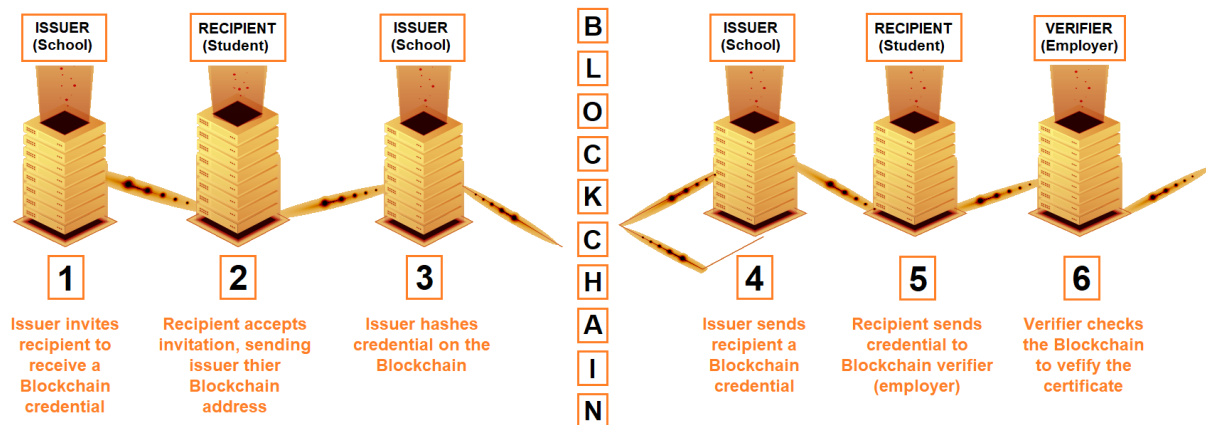 ISSUER
(School)
RECIPIENT
(Student)
ISSUER
(School)
B
L
O
C
K
C
H
A
I
N
ISSUER
(School)
RECIPIENT
(Student)
VERIFIER
(Employer)
1
Issuer invites
recipient to
receive a
Blockchain
credential
2
Recipient accepts
invitation, sending
issuer thier
Blockchain
address
3
Issuer hashes
credential on the
Blockchain
4
Issuer sends
recipient a
Blockchain
credential
5
Recipient sends
credential to
Blockchain verifier
(employer)
6
Verifier checks
the Blockchain
to vefify the
certificate